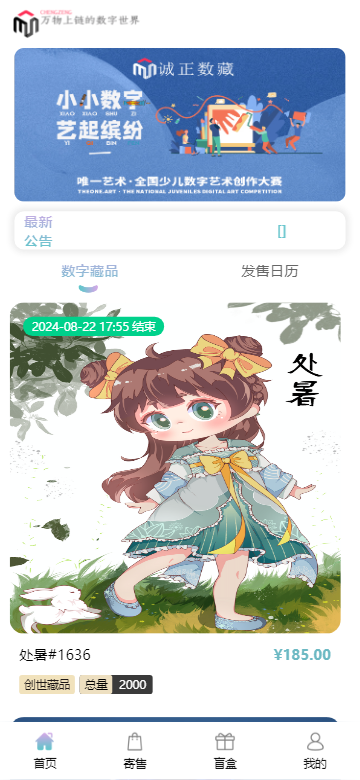 CHENGZENG
万物上链的数字世界
诚正数藏
小小数字
XIAO XIAO SHU ZI
艺起缤纷
YI QI BIN FEN
唯一艺术·全国少儿数字艺术创作大赛
THEONE.ART · THE NATIONAL JUVENILES DIGITAL ART COMPETITION
最新
公告
[]
数字藏品
发售日历
2024-08-22 17:55 结束
处暑
处暑#1636
¥185.00
创世藏品
总量 2000
首页
寄售
盲盒
我的